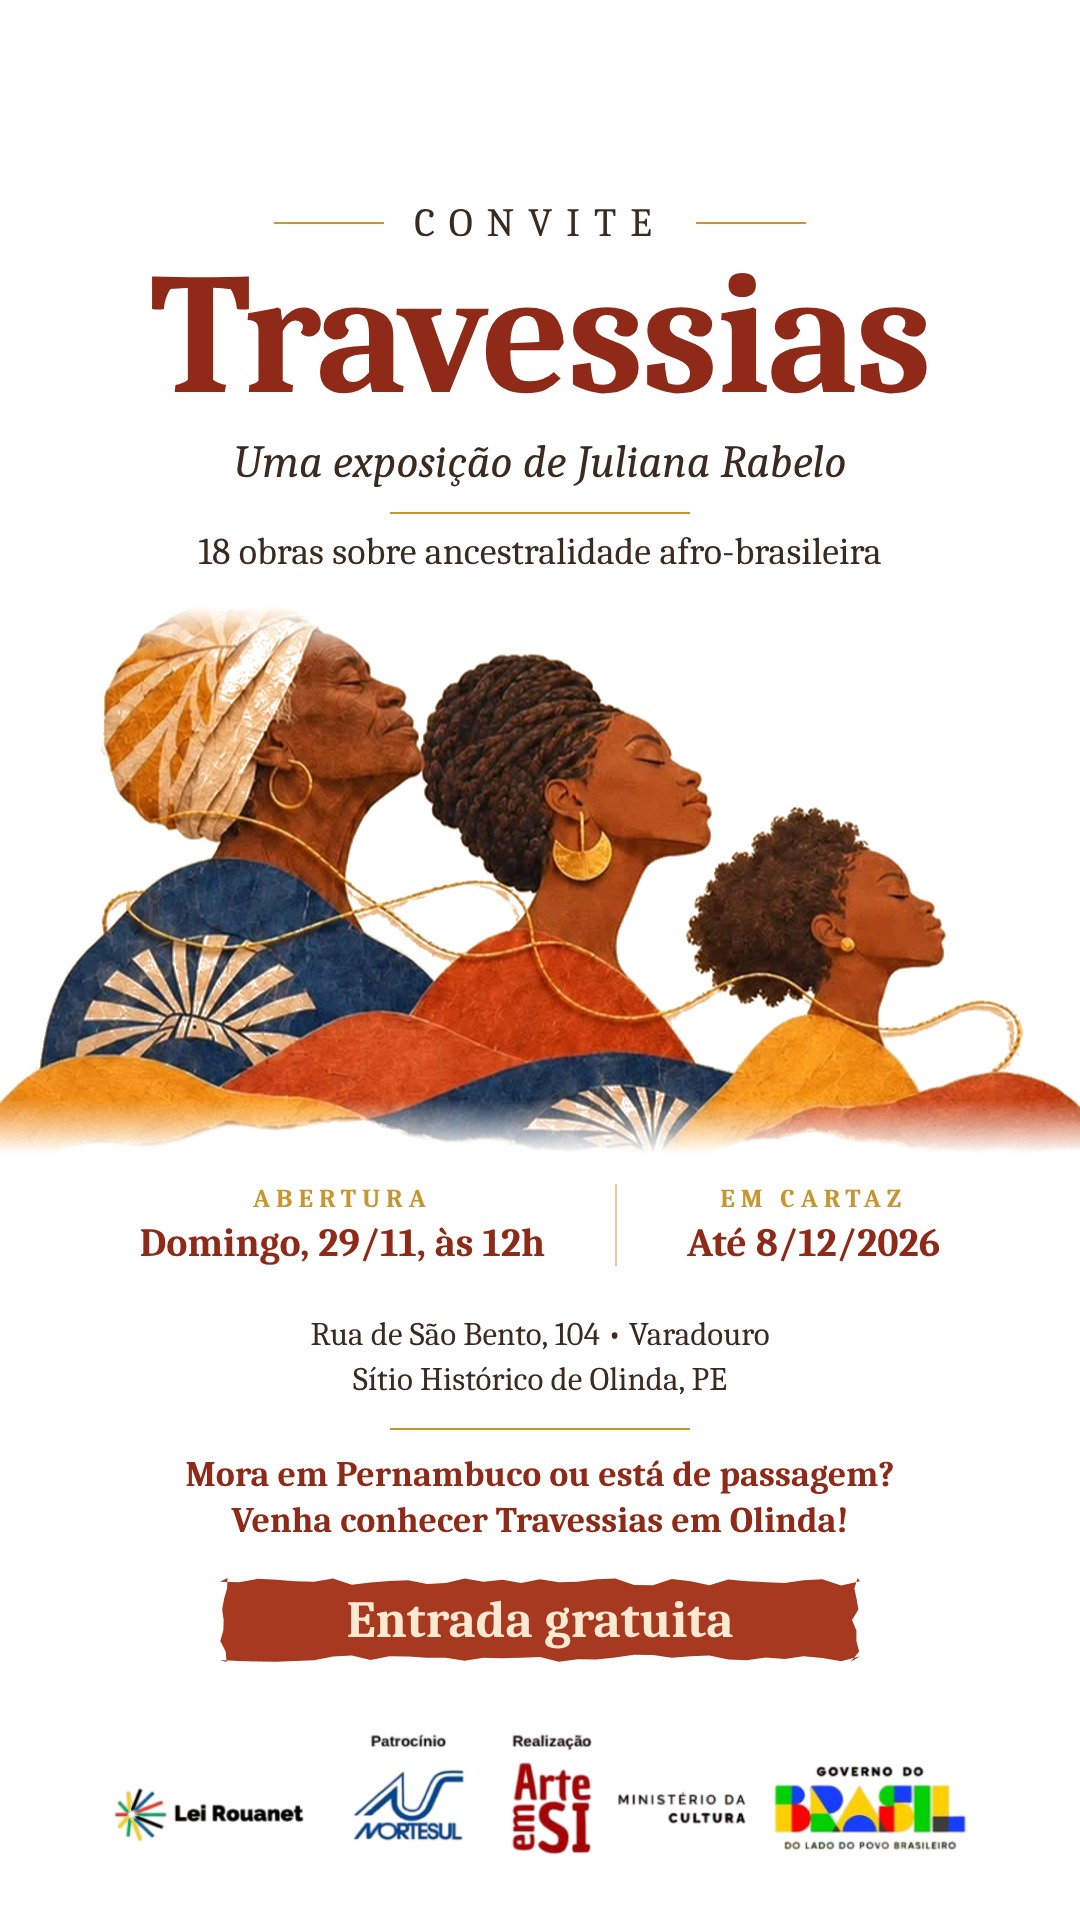 CONVITE
Travessias
Uma exposição de Juliana Rabelo
18 obras sobre ancestralidade afro-brasileira
ABERTURA
Domingo, 29/11, às 12h
EM CARTAZ
Até 8/12/2026
Rua de São Bento, 104 • Varadouro
Sítio Histórico de Olinda, PE
Mora em Pernambuco ou está de passagem?
Venha conhecer Travessias em Olinda!
Entrada gratuita
Lei Rouanet
Patrocínio
NORTESUL
Realização
Arte
em SI
MINISTÉRIO DA
CULTURA
GOVERNO DO
BRASIL
DO LADO DO POVO BRASILEIRO